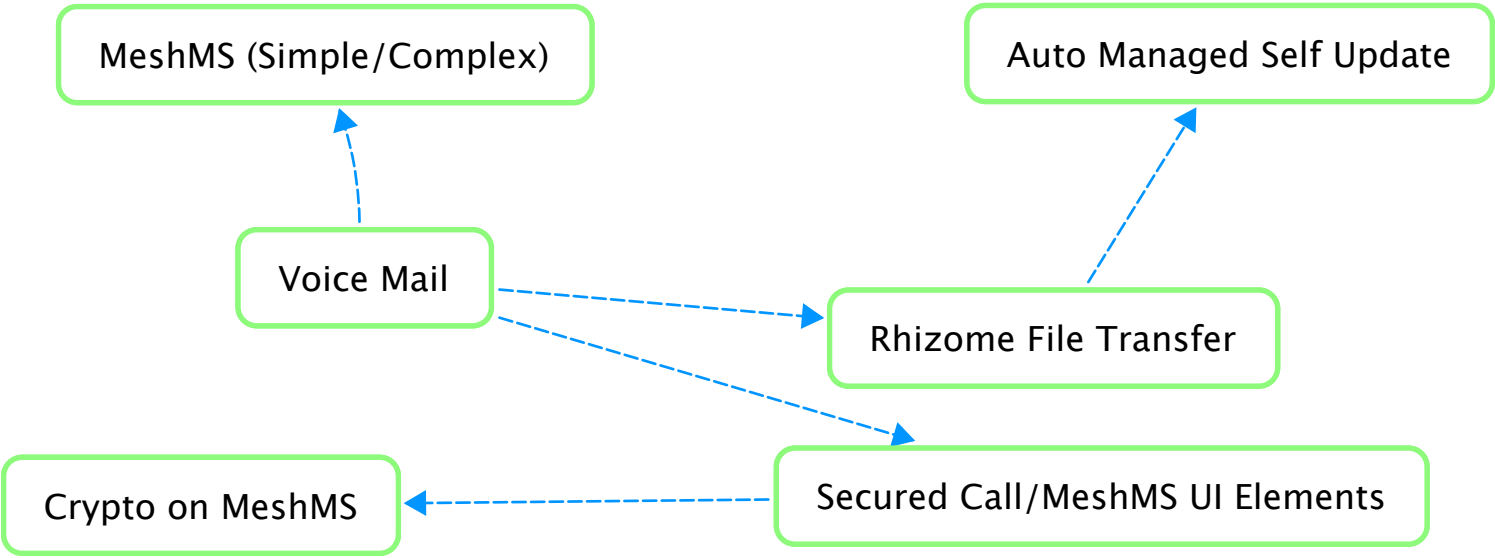 MeshMS (Simple/Complex)
Auto Managed Self Update
Voice Mail
Rhizome File Transfer
Crypto on MeshMS
Secured Call/MeshMS UI Elements